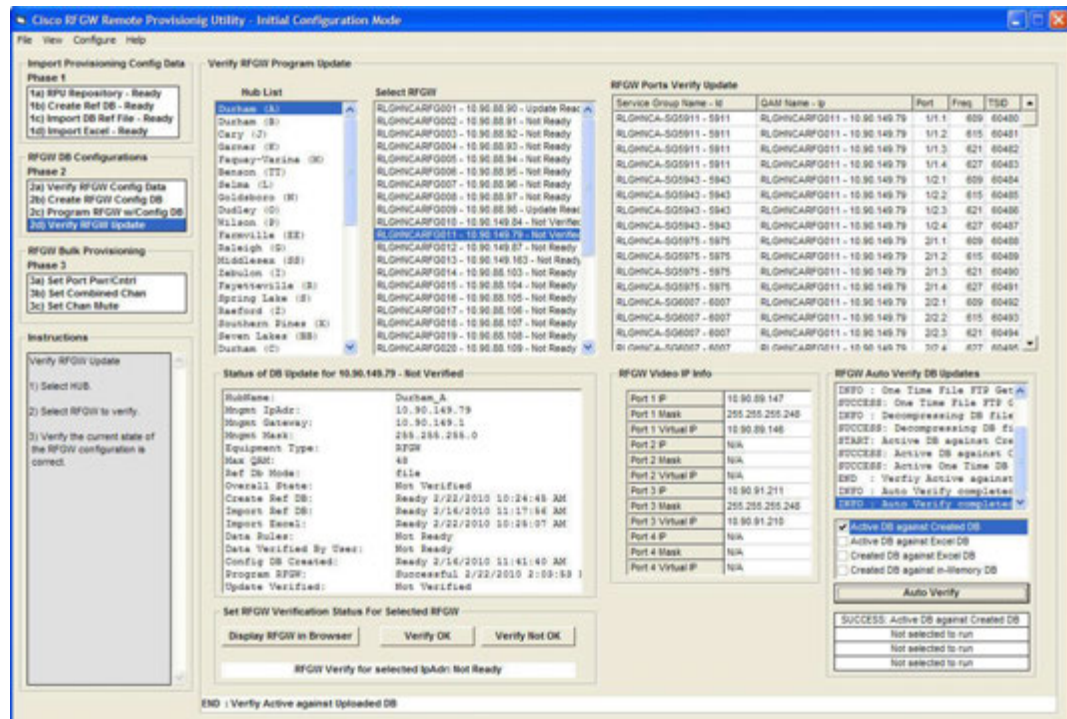 Cisco RFGW Remote Provisionig Utility - Initial Configuration Mode
File View Configure Help
Import Provisioning Config Data
Phase 1
1a) RPU Repository - Ready
1b) Create Ref DB - Ready
1c) Import DB Ref File - Ready
1d) Import Excel - Ready
RFGW DB Configurations
Phase 2
2a) Verify RFGW Config Data
2b) Create RFGW Config DB
2c) Program RFGW w/Config DB
2d) Verify RFGW Update
RFGW Bulk Provisioning
Phase 3
3a) Set Port Pwr/Cntrl
3b) Set Combined Chan
3c) Set Chan Mute
Instructions
Verify RFGW Update
1) Select HUB.
2) Select RFGW to verify.
3) Verify the current state of
the RFGW configuration is
correct.
Verify RFGW Program Update
Hub List
Durham (A)
Durham (B)
Cary (J)
Garner (K)
Fuquay-Varina (M)
Benson (TT)
Selma (L)
Goldsboro (N)
Dudley (O)
Wilson (P)
Farmville (EE)
Raleigh (G)
Middlesex (SS)
Zebulon (I)
Fayetteville (R)
Spring Lake (S)
Raeford (Z)
Southern Pines (X)
Seven Lakes (BB)
Durham (C)
Select RFGW
RLGHNCARFG001 - 10.90.88.90 - Update Reac
RLGHNCARFG002 - 10.90.88.91 - Not Ready
RLGHNCARFG003 - 10.90.88.92 - Not Ready
RLGHNCARFG004 - 10.90.88.93 - Not Ready
RLGHNCARFG005 - 10.90.88.94 - Not Ready
RLGHNCARFG006 - 10.90.88.95 - Not Ready
RLGHNCARFG007 - 10.90.88.96 - Not Ready
RLGHNCARFG008 - 10.90.88.97 - Not Ready
RLGHNCARFG009 - 10.90.88.98 - Update Reac
RLGHNCARFG010 - 10.90.149.84 - Not Verifiec
RLGHNCARFG011 - 10.90.149.79 - Not Verifiec
RLGHNCARFG012 - 10.90.149.87 - Not Ready
RLGHNCARFG013 - 10.90.149.163 - Not Ready
RLGHNCARFG014 - 10.90.88.103 - Not Ready
RLGHNCARFG015 - 10.90.88.104 - Not Ready
RLGHNCARFG016 - 10.90.88.105 - Not Ready
RLGHNCARFG017 - 10.90.88.106 - Not Ready
RLGHNCARFG018 - 10.90.88.107 - Not Ready
RLGHNCARFG019 - 10.90.88.108 - Not Ready
RLGHNCARFG020 - 10.90.88.109 - Not Ready
RFGW Ports Verify Update
Service Group Name - Id QAM Name - Ip Port Freq. TSID
RLGHNCA-SG5911 - 5911 RLGHNCARFG011 - 10.90.149.79 1/1.1 609 60480
RLGHNCA-SG5911 - 5911 RLGHNCARFG011 - 10.90.149.79 1/1.2 615 60481
RLGHNCA-SG5911 - 5911 RLGHNCARFG011 - 10.90.149.79 1/1.3 621 60482
RLGHNCA-SG5911 - 5911 RLGHNCARFG011 - 10.90.149.79 1/1.4 627 60483
RLGHNCA-SG5943 - 5943 RLGHNCARFG011 - 10.90.149.79 1/2.1 609 60484
RLGHNCA-SG5943 - 5943 RLGHNCARFG011 - 10.90.149.79 1/2.2 615 60485
RLGHNCA-SG5943 - 5943 RLGHNCARFG011 - 10.90.149.79 1/2.3 621 60486
RLGHNCA-SG5943 - 5943 RLGHNCARFG011 - 10.90.149.79 1/2.4 627 60487
RLGHNCA-SG5975 - 5975 RLGHNCARFG011 - 10.90.149.79 2/1.1 609 60488
RLGHNCA-SG5975 - 5975 RLGHNCARFG011 - 10.90.149.79 2/1.2 615 60489
RLGHNCA-SG5975 - 5975 RLGHNCARFG011 - 10.90.149.79 2/1.3 621 60490
RLGHNCA-SG5975 - 5975 RLGHNCARFG011 - 10.90.149.79 2/1.4 627 60491
RLGHNCA-SG6007 - 6007 RLGHNCARFG011 - 10.90.149.79 2/2.1 609 60492
RLGHNCA-SG6007 - 6007 RLGHNCARFG011 - 10.90.149.79 2/2.2 615 60493
RLGHNCA-SG6007 - 6007 RLGHNCARFG011 - 10.90.149.79 2/2.3 621 60494
RLGHNCA-SG6007 - 6007 RLGHNCARFG011 - 10.90.149.79 2/2.4 627 60495
Status of DB Update for 10.90.149.79 - Not Verified
HubName: Durham_A
Mngmt IpAdr: 10.90.149.79
Mngmt Gateway: 10.90.149.1
Mngmt Mask: 255.255.255.0
Equipment Type: RFGW
Max QAM: 48
Ref Db Mode: file
Overall State: Not Verified
Create Ref DB: Ready 2/22/2010 10:24:45 AM
Import Ref DB: Ready 2/16/2010 11:17:56 AM
Import Excel: Ready 2/22/2010 10:25:07 AM
Data Rules: Not Ready
Data Verified By User: Not Ready
Config DB Created: Ready 2/16/2010 11:41:40 AM
Program RFGW: Successful 2/22/2010 2:03:53
Update Verified: Not Verified
Set RFGW Verification Status For Selected RFGW
Display RFGW in Browser Verify OK Verify Not OK
RFGW Verify for selected IpAdr: Not Ready
RFGW Video IP Info
Port 1 IP 10.90.89.147
Port 1 Mask 255.255.255.248
Port 1 Virtual IP 10.90.89.146
Port 2 IP N/A
Port 2 Mask N/A
Port 2 Virtual IP N/A
Port 3 IP 10.90.91.211
Port 3 Mask 255.255.255.248
Port 3 Virtual IP 10.90.91.210
Port 4 IP N/A
Port 4 Mask N/A
Port 4 Virtual IP N/A
RFGW Auto Verify DB Updates
INFO : One Time File FTP Get
SUCCESS: One Time File FTP G
INFO : Decompressing DB file
SUCCESS: Decompressing DB fi
START: Active DB against Cre
SUCCESS: Active DB against C
SUCCESS: Active One Time DB
END : Verfiy Active against
INFO : Auto Verify completed
INFO : Auto Verify completed
Active DB against Created DB
Active DB against Excel DB
Created DB against Excel DB
Created DB against in-Memory DB
Auto Verify
SUCCESS: Active DB against Created DB
Not selected to run
Not selected to run
Not selected to run
END : Verfiy Active against Uploaded DB